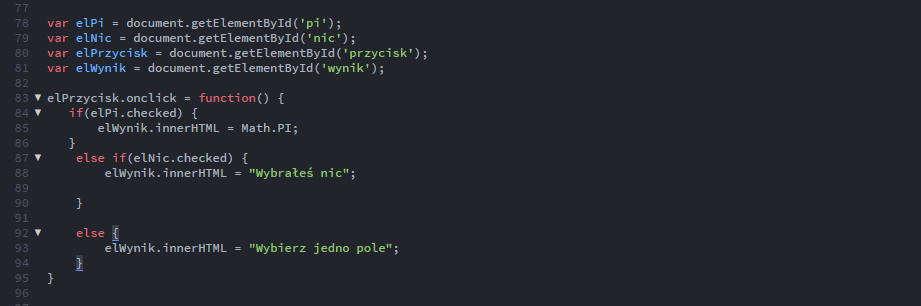 77
78 var elPi = document.getElementById('pi');
79 var elNic = document.getElementById('nic');
80 var elPrzycisk = document.getElementById('przycisk');
81 var elWynik = document.getElementById('wynik');
82
83 ▼ elPrzycisk.onclick = function() {
84 ▼    if(elPi.checked) {
85        elWynik.innerHTML = Math.PI;
86    }
87 ▼     else if(elNic.checked) {
88         elWynik.innerHTML = "Wybrałeś nic";
89
90     }
91
92 ▼     else {
93         elWynik.innerHTML = "Wybierz jedno pole";
94     }
95 }
96
97